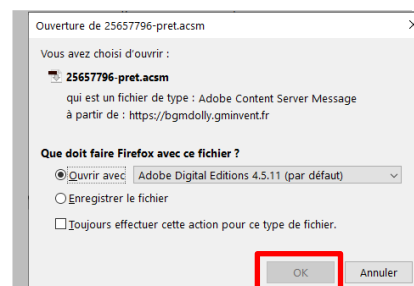 Ouverture de 25657796-pret.acsm
Vous avez choisi d'ouvrir :
25657796-pret.acsm
qui est un fichier de type : Adobe Content Server Message
à partir de : https://bgmdolly.gminvent.fr
Que doit faire Firefox avec ce fichier ?
Ouvrir avec Adobe Digital Editions 4.5.11 (par défaut)
Enregistrer le fichier
Toujours effectuer cette action pour ce type de fichier.
OK Annuler